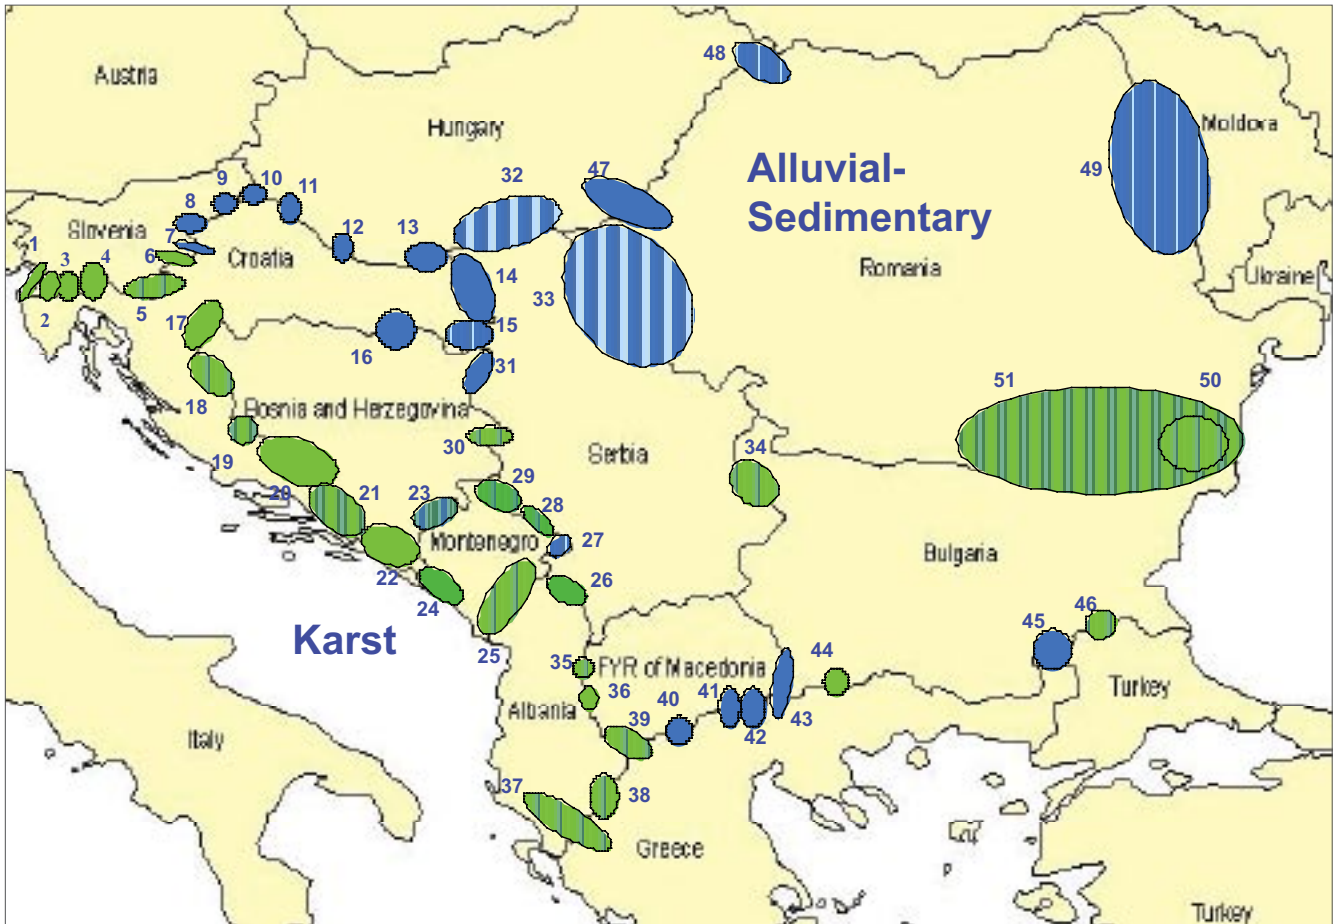 48
Austria
Moldova
Hungary
Alluvial-
Sedimentary
47
32
49
9
10
11
8
Slovenia
12
13
7
Croatia
1
3
4
6
Romania
Ukraine
14
33
2
5
17
15
16
31
51
50
18
Bosnia and Herzegovina
30
Serbia
34
19
29
20
21
23
28
Montenegro
27
Bulgaria
22
26
24
46
45
Karst
25
35
FYR of Macedonia
44
36
40
41
Turkey
Albania
43
39
42
Italy
37
38
Greece
Turkey